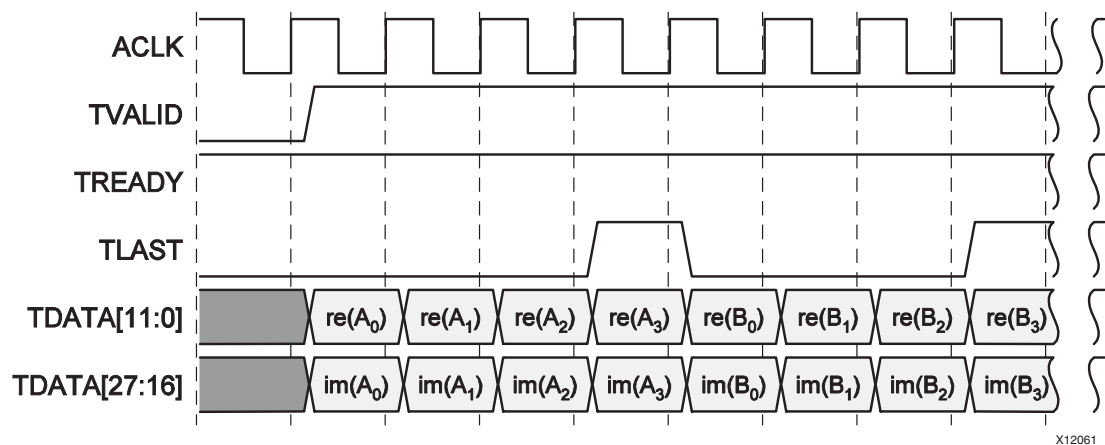 ACLK
TVALID
TREADY
TLAST
TDATA[11:0] re(A0) re(A1) re(A2) re(A3) re(B0) re(B1) re(B2) re(B3)
TDATA[27:16] im(A0) im(A1) im(A2) im(A3) im(B0) im(B1) im(B2) im(B3)
X12061